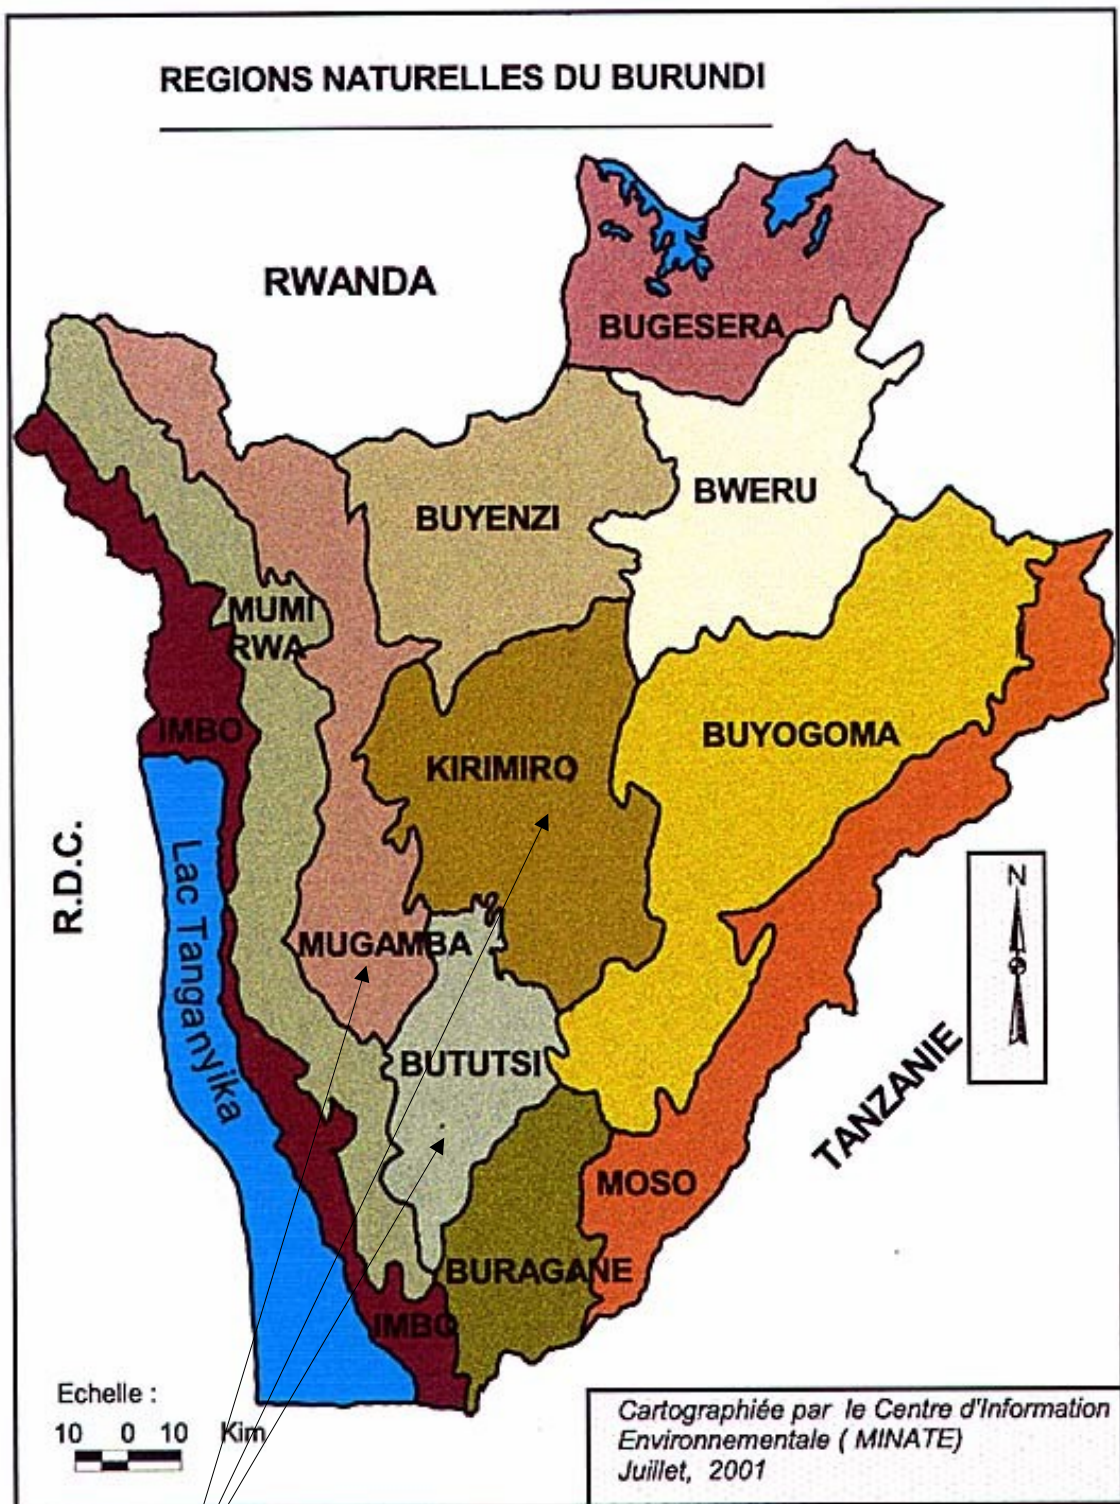 REGIONS NATURELLES DU BURUNDI
RWANDA
BUGESERA
BWERU
BUYENZI
MUMI
RWA
IMBO
BUYOGOMA
KIRIMIRO
R.D.C.
Lac Tanganyika
N
MUGAMBA
BUTUTSI
TANZANIE
MOSO
BURAGANE
IMBO
Echelle :
10 0 10 Kim
Cartographiée par le Centre d'Information
Environnementale ( MINATE)
Juillet, 2001